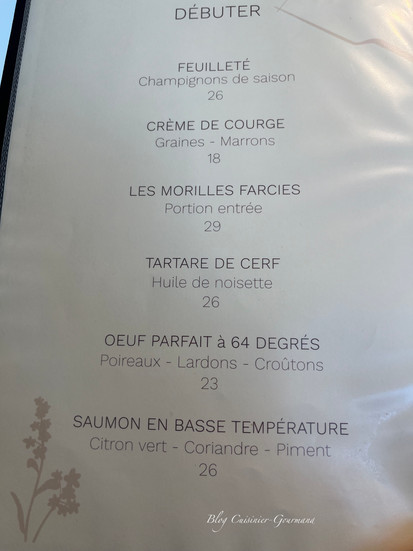 DÉBUTER
FEUILLETÉ
Champignons de saison
26
CRÈME DE COURGE
Graines - Marrons
18
LES MORILLES FARCIES
Portion entrée
29
TARTARE DE CERF
Huile de noisette
26
OEUF PARFAIT à 64 DEGRÉS
Poireaux - Lardons - Croûtons
23
SAUMON EN BASSE TEMPÉRATURE
Citron vert - Coriandre - Piment
26
Blog Cuisinier-Gourmand